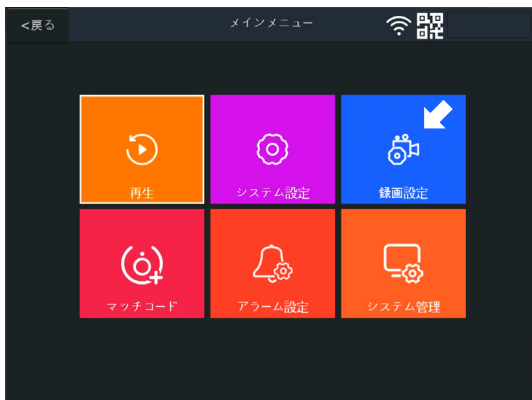 <戻る
メインメニュー
再生
システム設定
録画設定
マッチコード
アラーム設定
システム管理